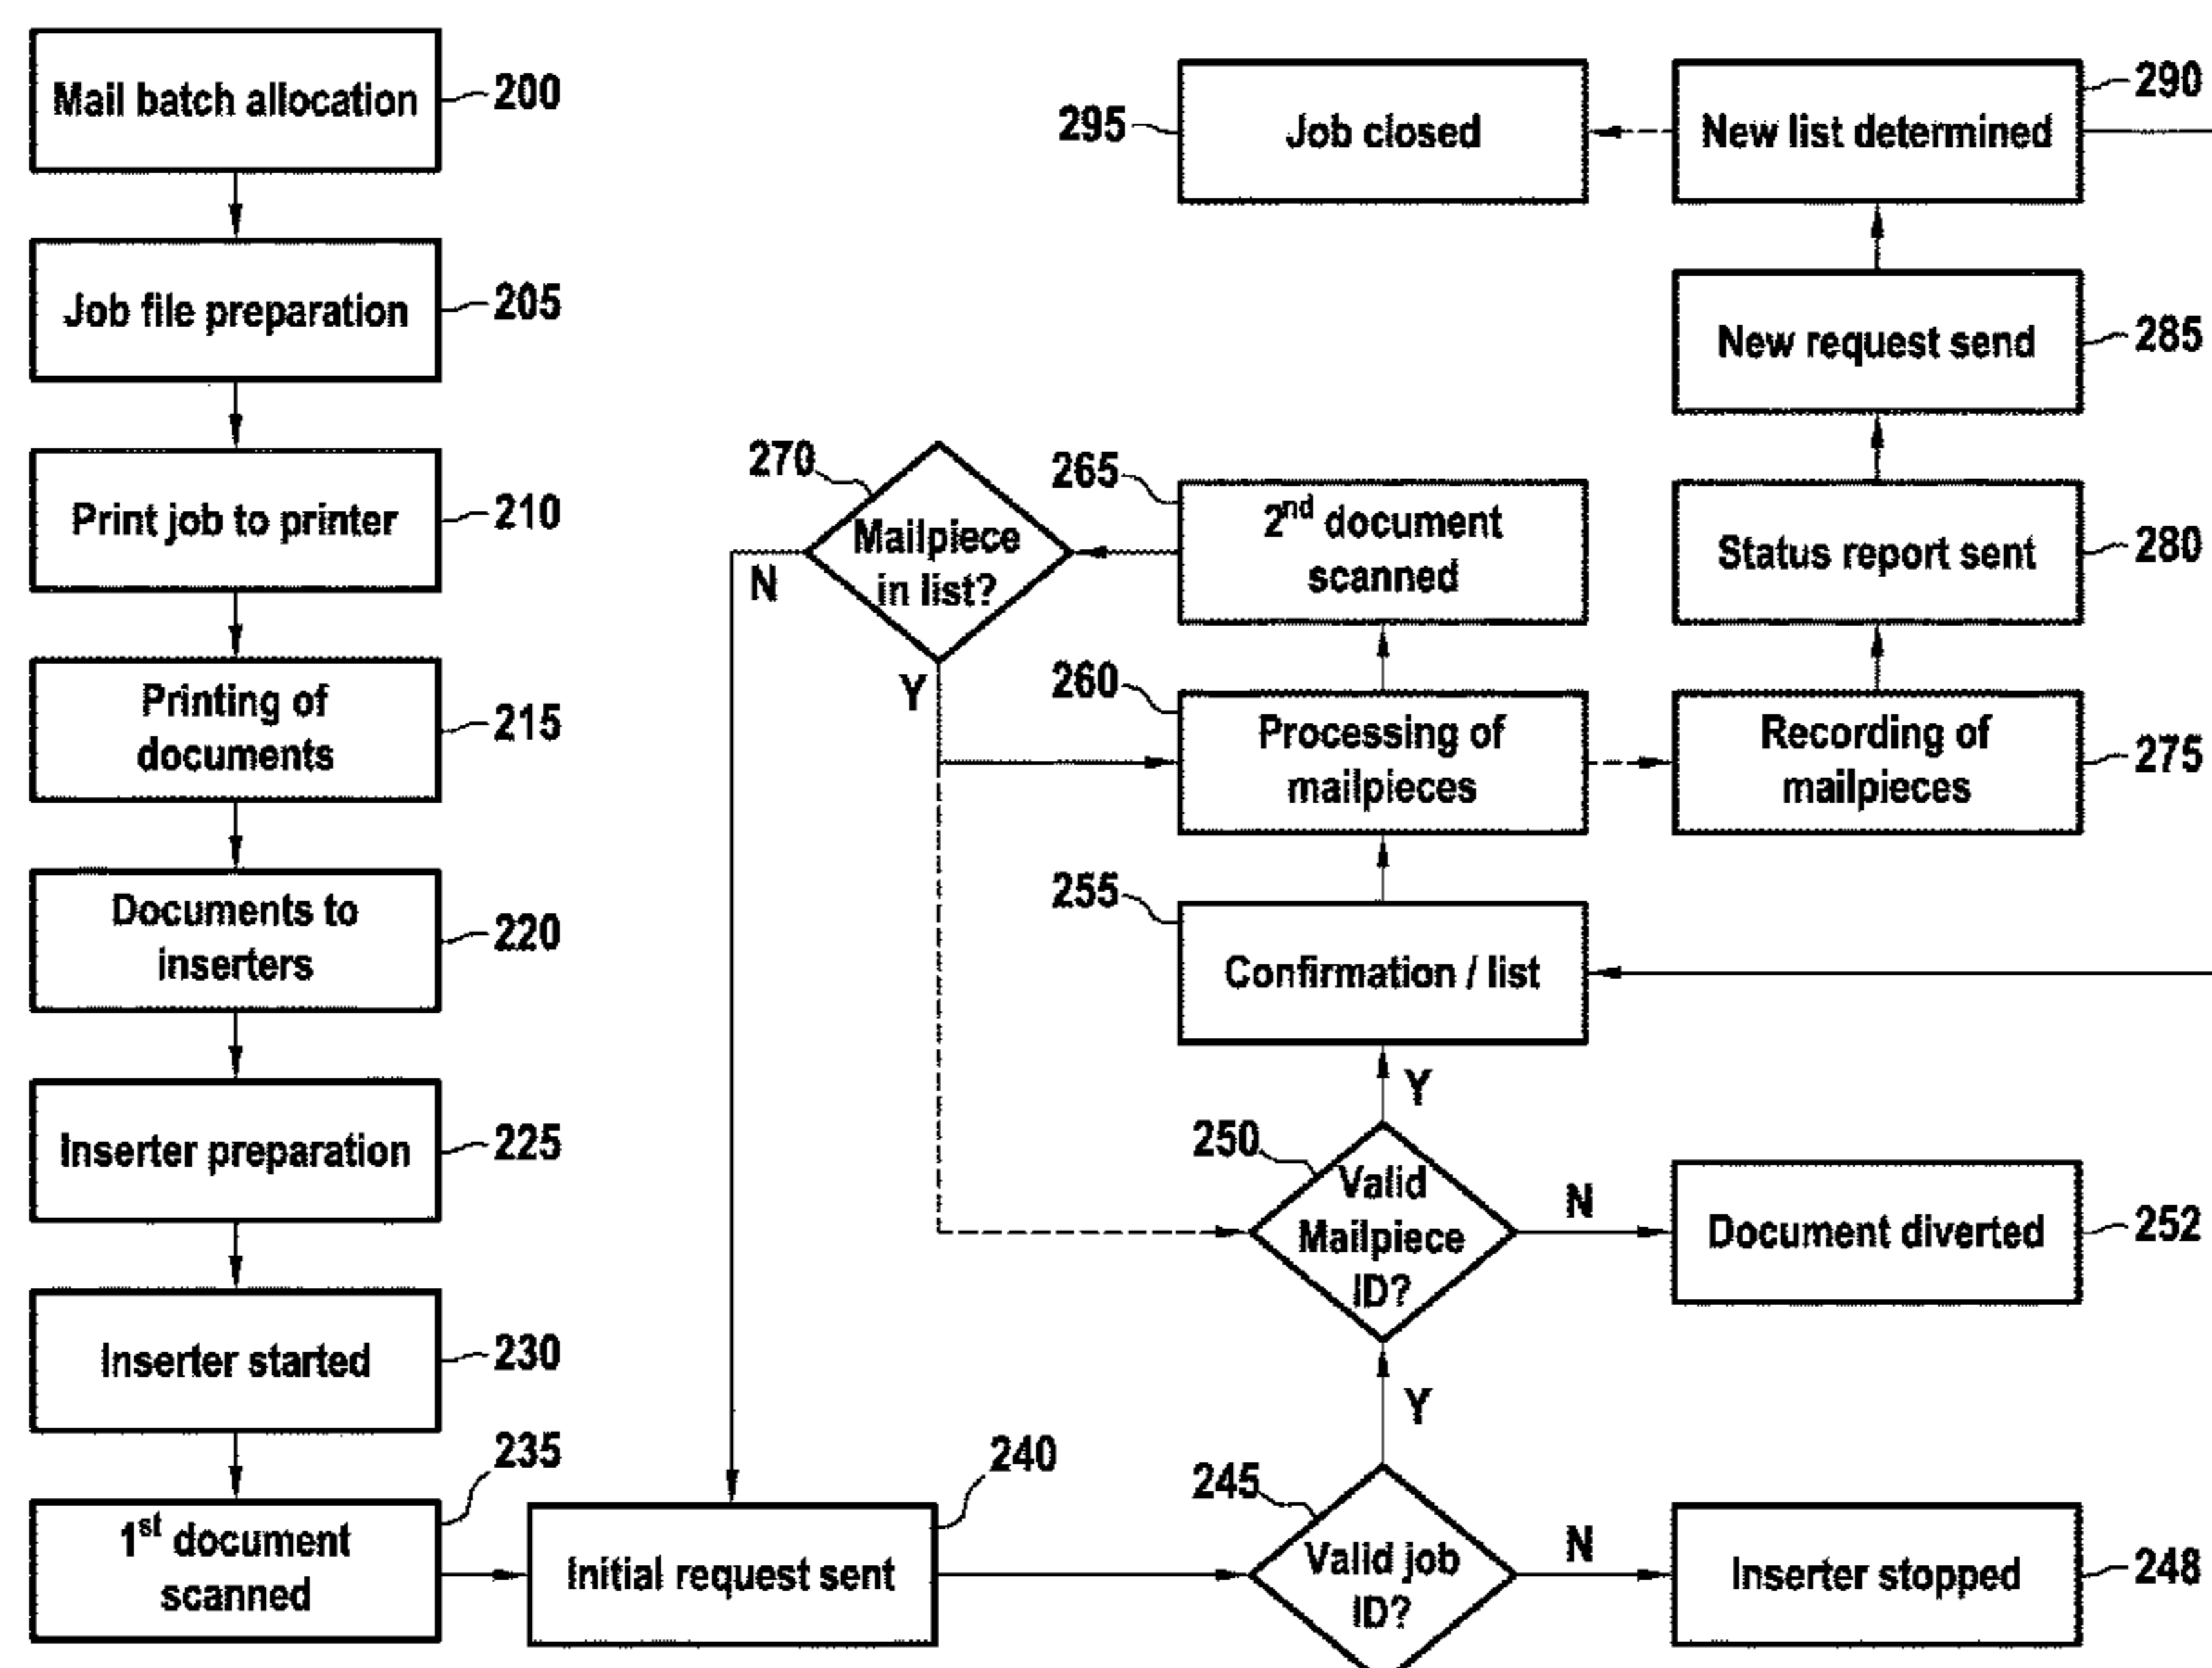 Mail batch allocation
200
Job file preparation
205
Print job to printer
210
Printing of
documents
215
Documents to
inserters
220
Inserter preparation
225
Inserter started
230
1st document
scanned
235
Initial request sent
240
245
Valid job
ID?
N
Inserter stopped
248
Y
250
Valid
Mailpiece
ID?
N
Document diverted
252
Y
255
Confirmation / list
260
Processing of
mailpieces
265
2nd document
scanned
270
Mailpiece
in list?
N
Y
Recording of
mailpieces
275
Status report sent
280
New request send
285
New list determined
290
295
Job closed